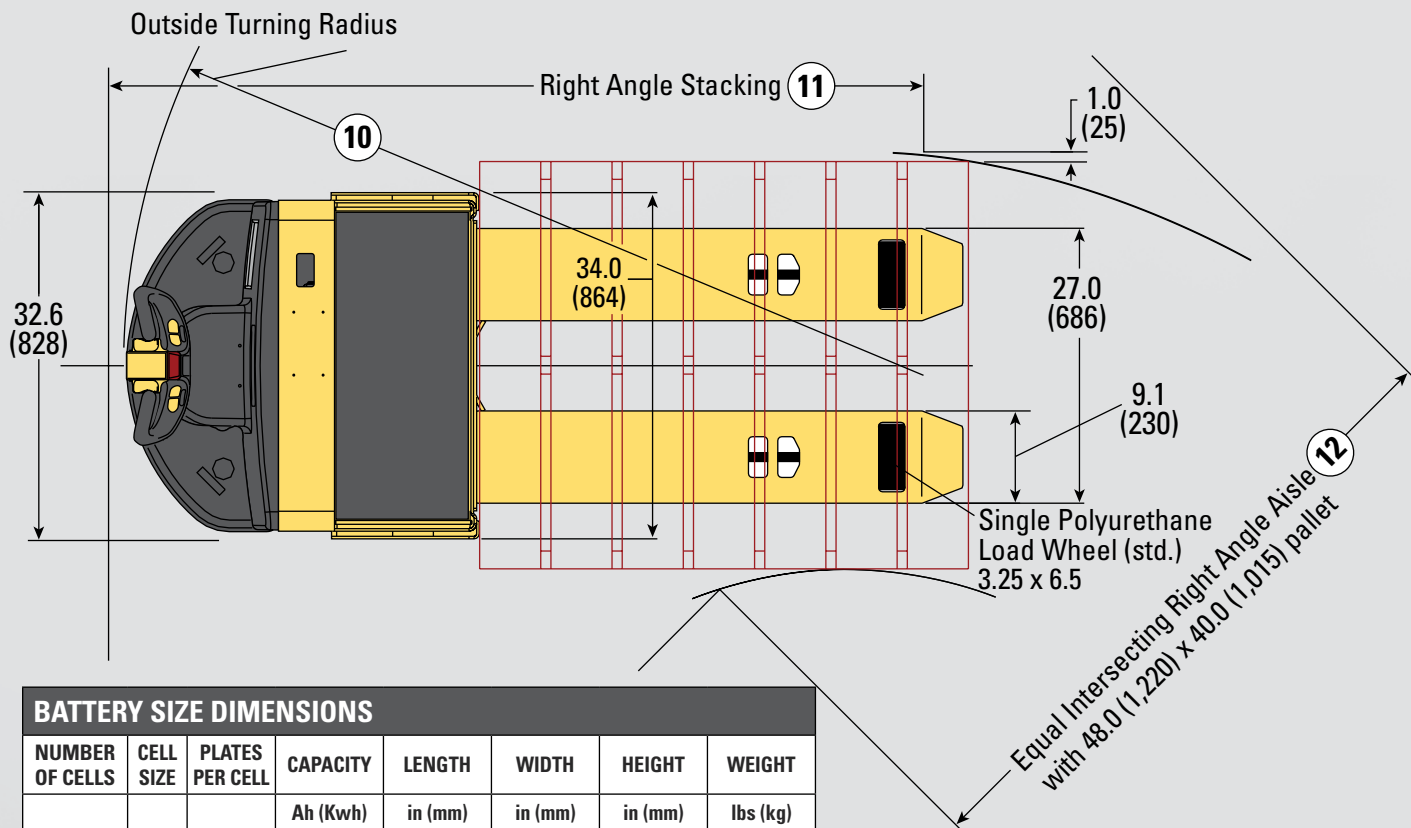 Outside Turning Radius
Right Angle Stacking 11
1.0
(25)
10
32.6
(828)
34.0
(864)
27.0
(686)
9.1
(230)
Single Polyurethane
Load Wheel (std.)
3.25 x 6.5
Equal Intersecting Right Angle Aisle 12
with 48.0 (1,220) x 40.0 (1,015) pallet
BATTERY SIZE DIMENSIONS
NUMBER OF CELLS CELL SIZE PLATES PER CELL CAPACITY LENGTH WIDTH HEIGHT WEIGHT
Ah (Kwh) in (mm) in (mm) in (mm) lbs (kg)